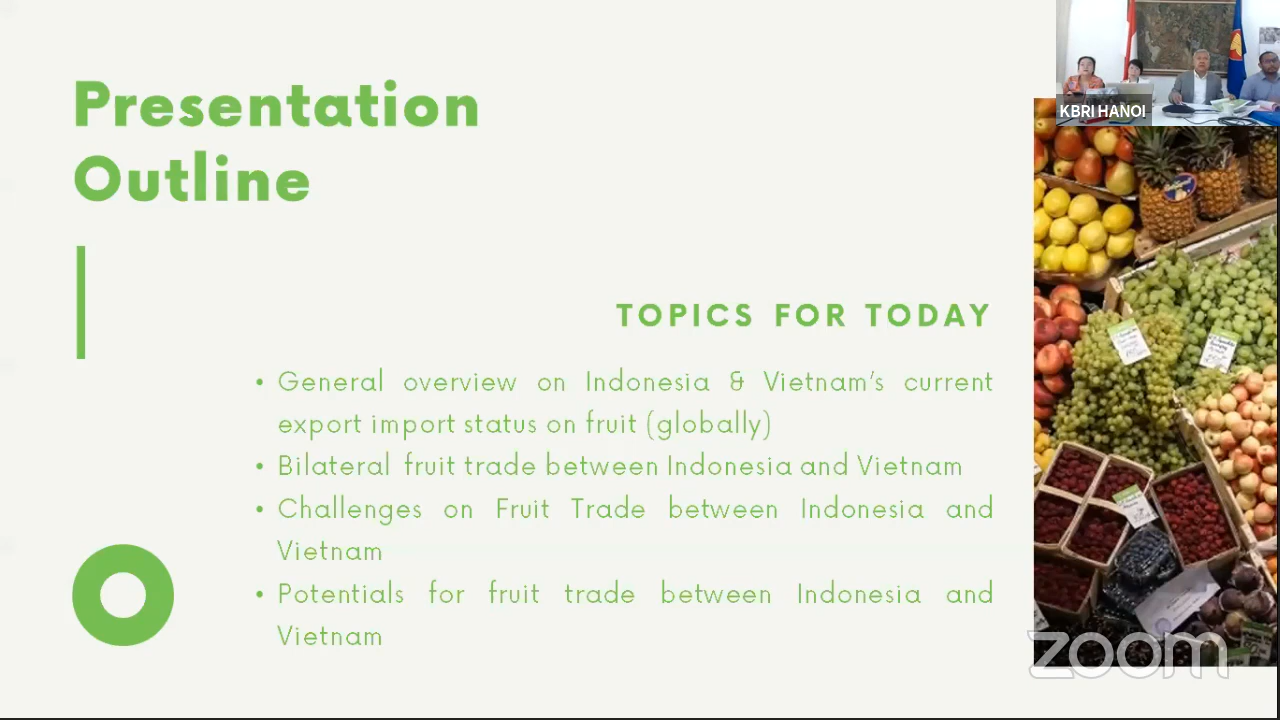 Presentation
Outline
KBRI HANOI
TOPICS FOR TODAY
• General overview on Indonesia & Vietnam's current
export import status on fruit (globally)
• Bilateral fruit trade between Indonesia and Vietnam
• Challenges on Fruit Trade between Indonesia and
Vietnam
• Potentials for fruit trade between Indonesia and
Vietnam
zoom